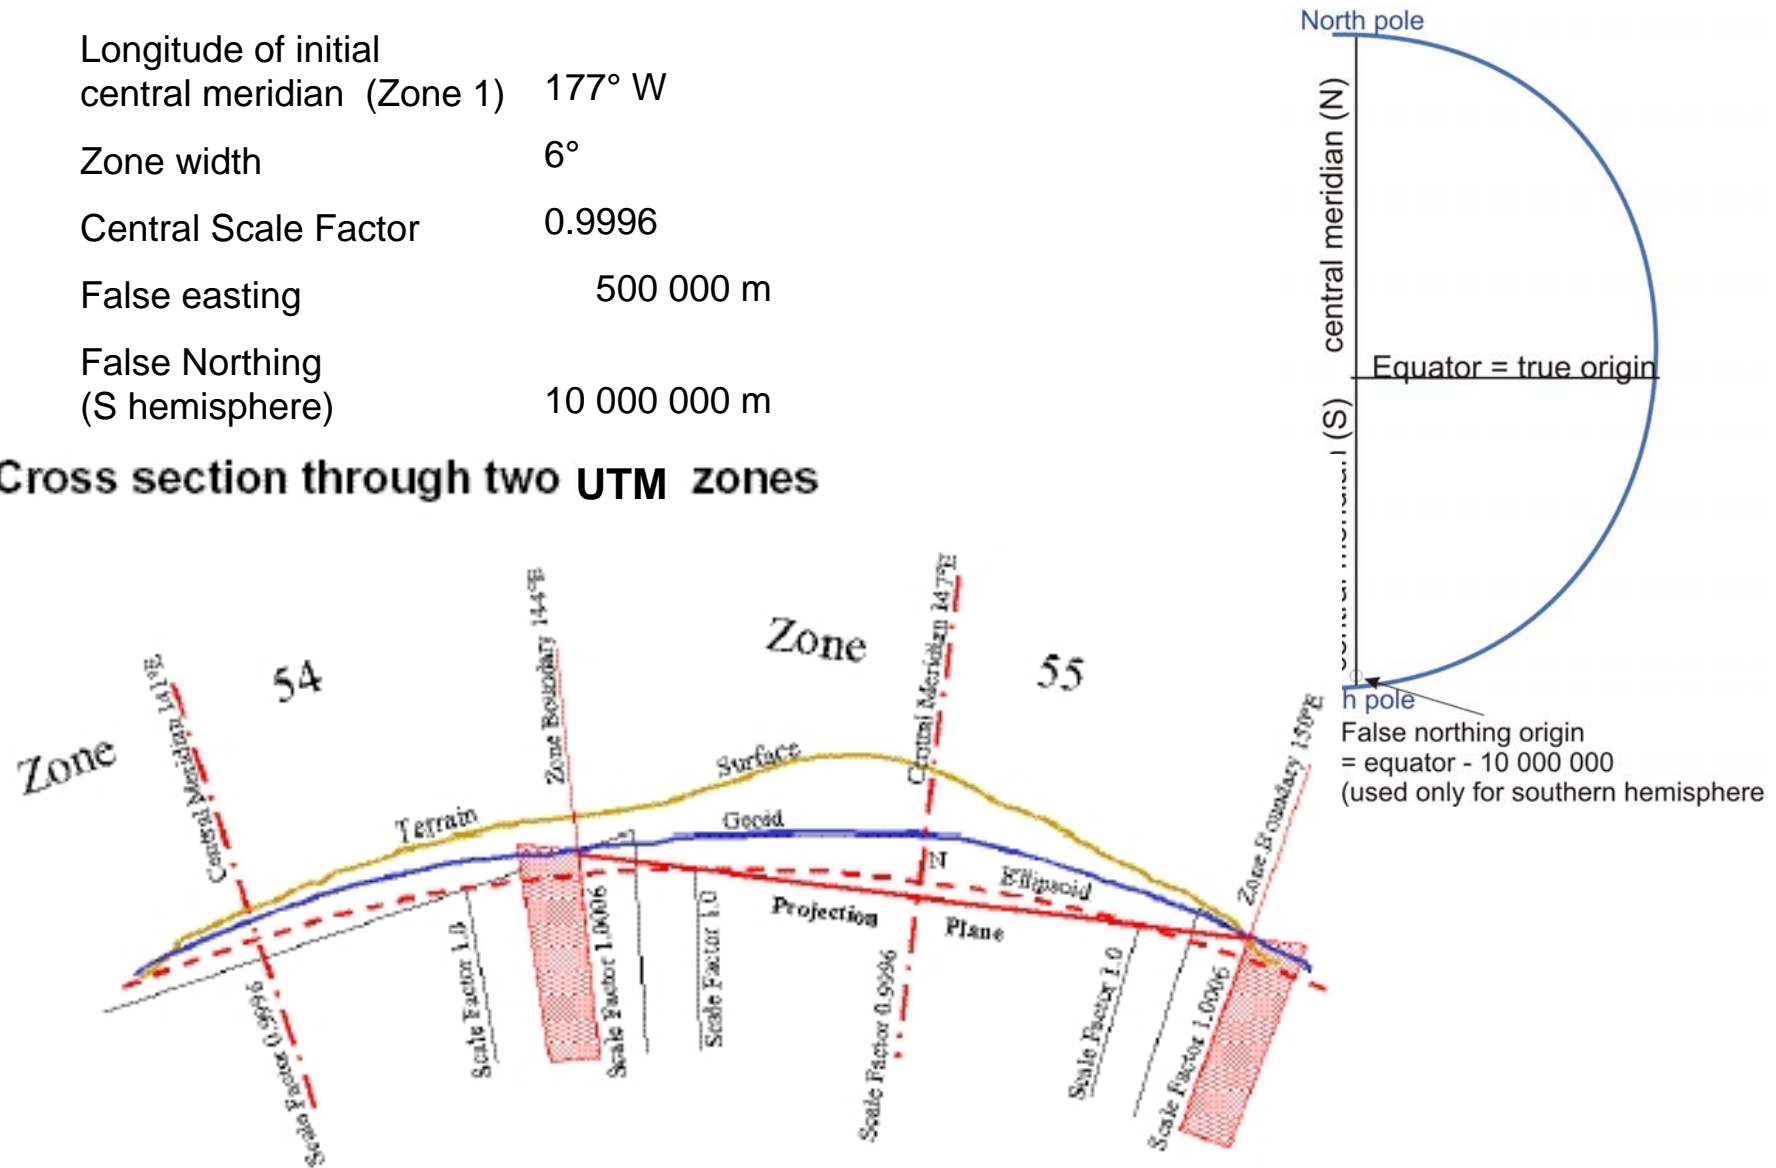 Longitude of initial
central meridian (Zone 1) 177° W
Zone width 6°
Central Scale Factor 0.9996
False easting 500 000 m
False Northing
(S hemisphere) 10 000 000 m
North pole
central meridian (N)
Equator = true origin
(S)
h pole
False northing origin
= equator - 10 000 000
(used only for southern hemisphere
Cross section through two UTM zones
Zone
54
Zone
55
Central Meridian 141°E
Zone Boundary 144°E
Central Meridian 147°E
Zone Boundary 150°E
Terrain
Surface
Geoid
N
Ellipsoid
Projection
Plane
Scale Factor 0.9996
Scale Factor 1.0
Scale Factor 1.0006
Scale Factor 1.0
Scale Factor 0.9996
Scale Factor 1.0
Scale Factor 1.0006